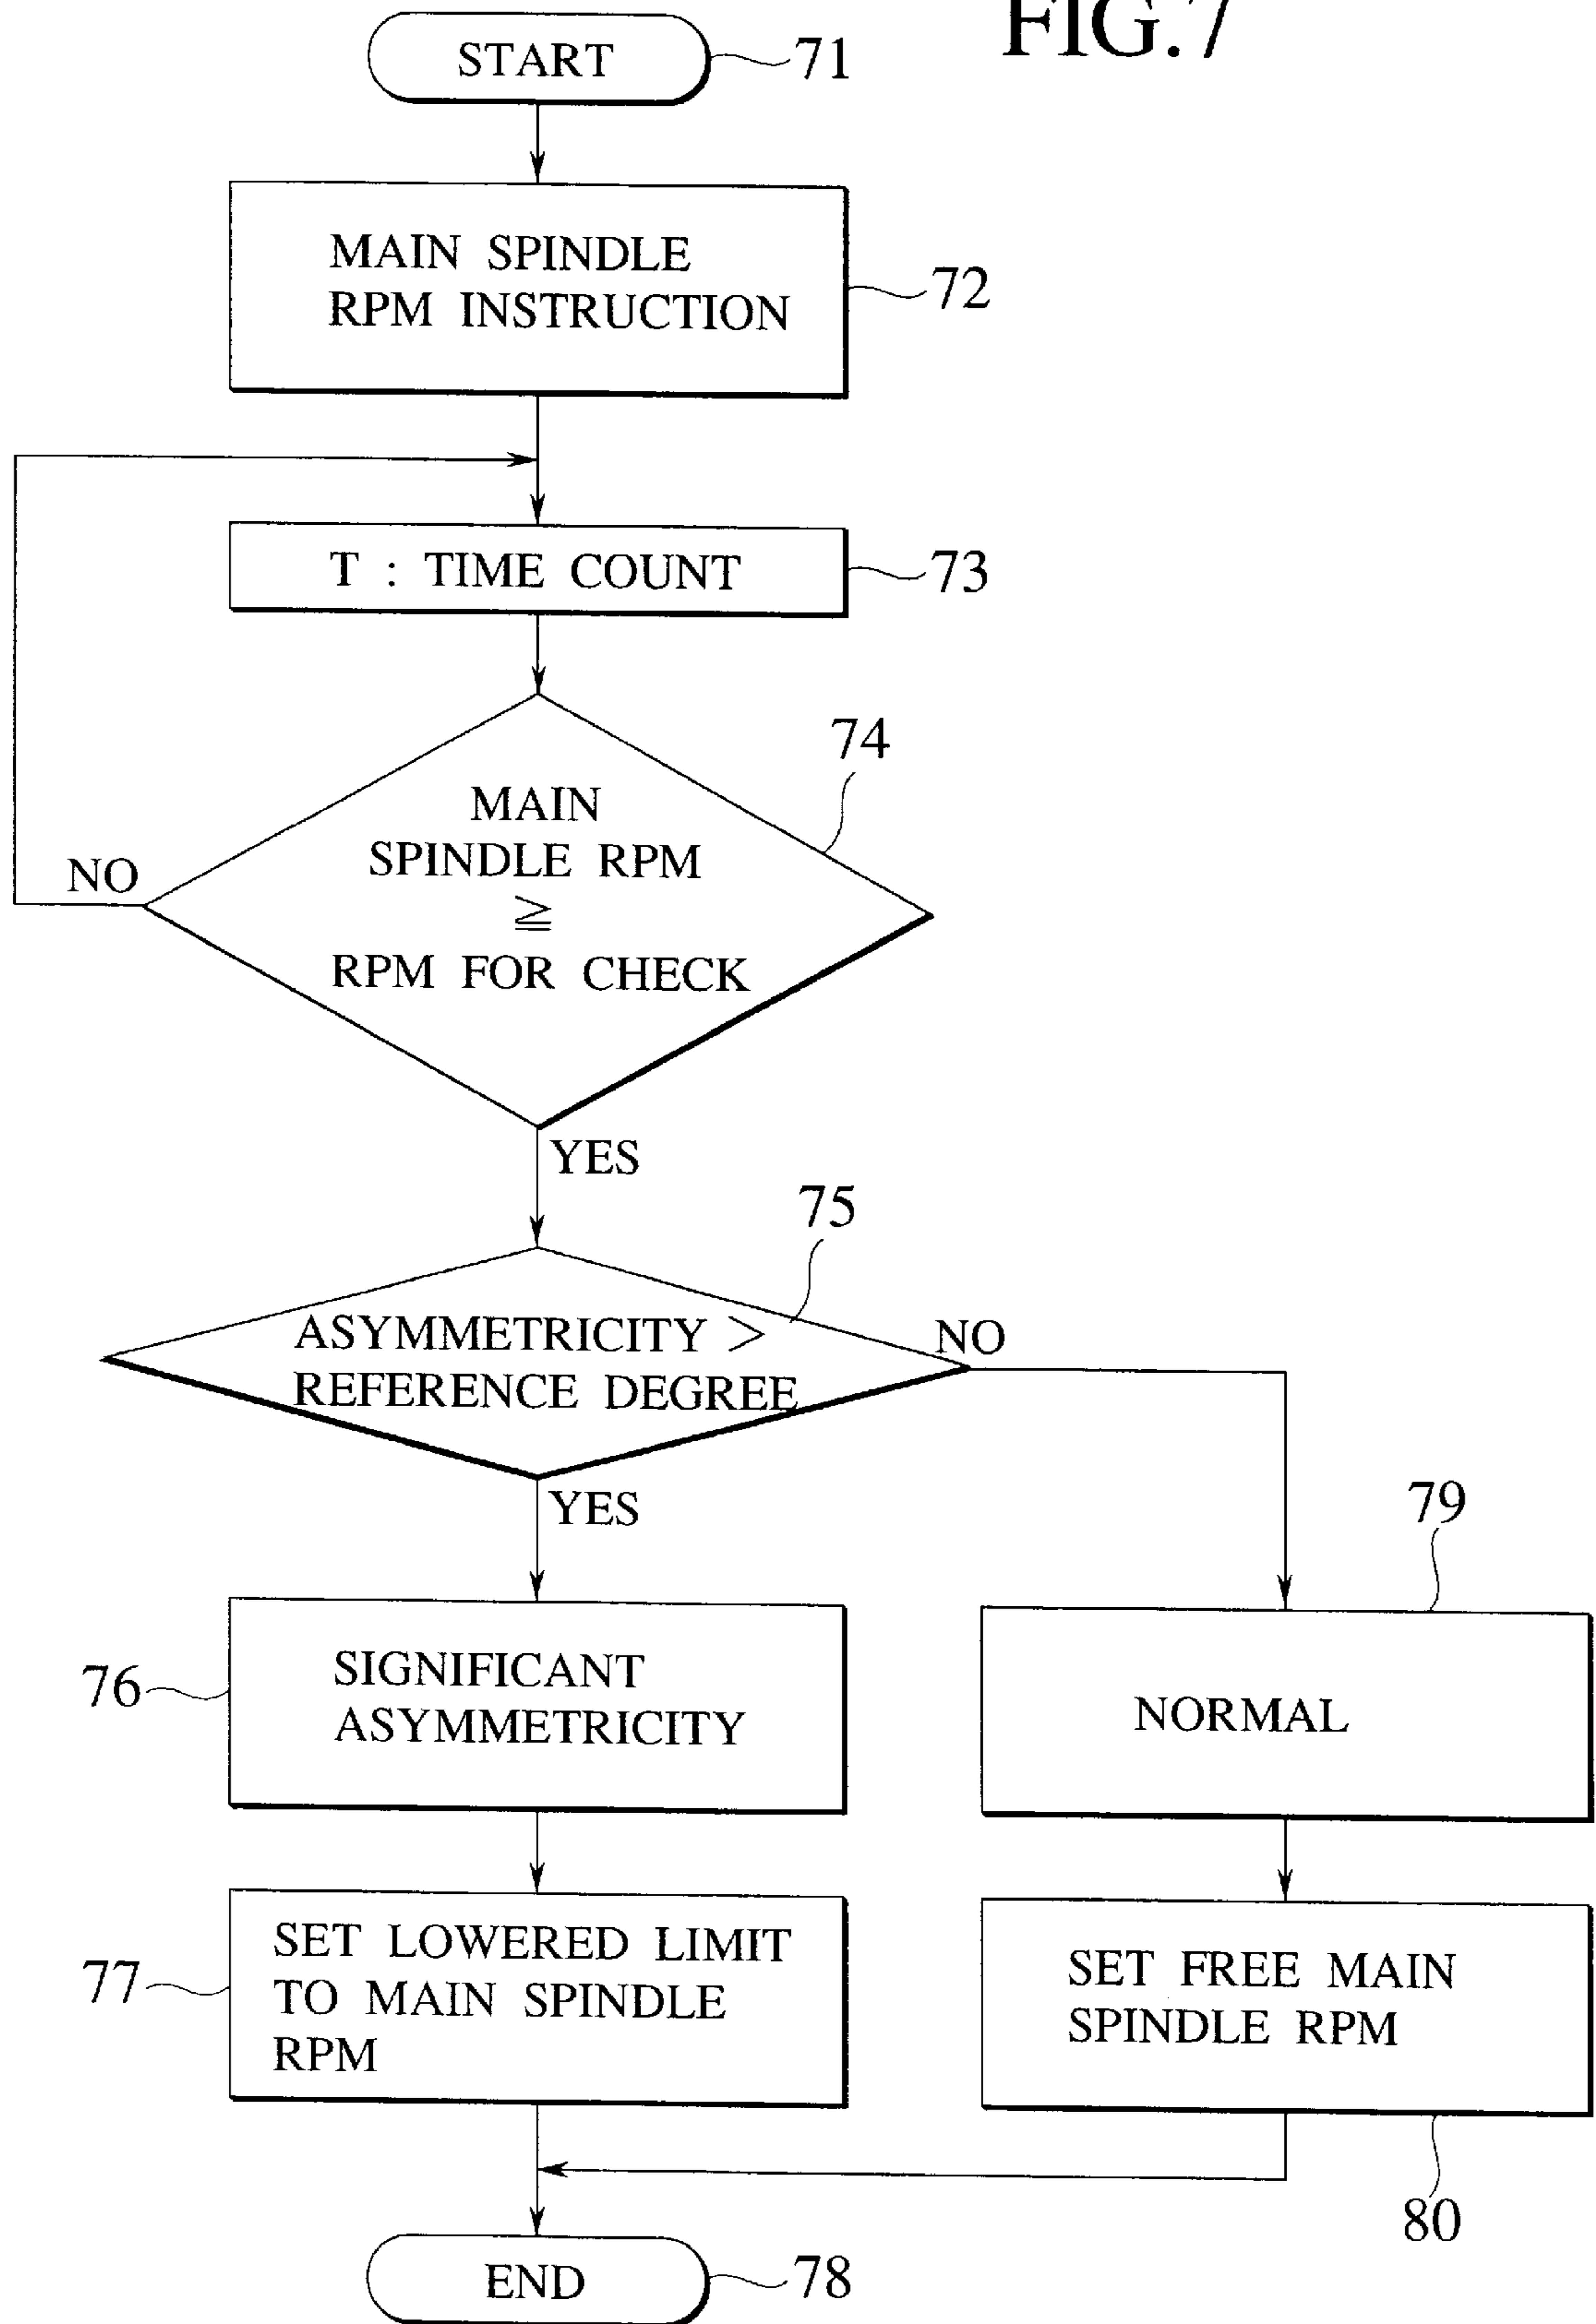 FIG.7
START
71
MAIN SPINDLE
RPM INSTRUCTION
72
T : TIME COUNT
73
74
MAIN
SPINDLE RPM
≧
RPM FOR CHECK
NO
YES
75
ASYMMETRICITY >
REFERENCE DEGREE
NO
YES
79
76
SIGNIFICANT
ASYMMETRICITY
NORMAL
77
SET LOWERED LIMIT
TO MAIN SPINDLE
RPM
SET FREE MAIN
SPINDLE RPM
80
END
78